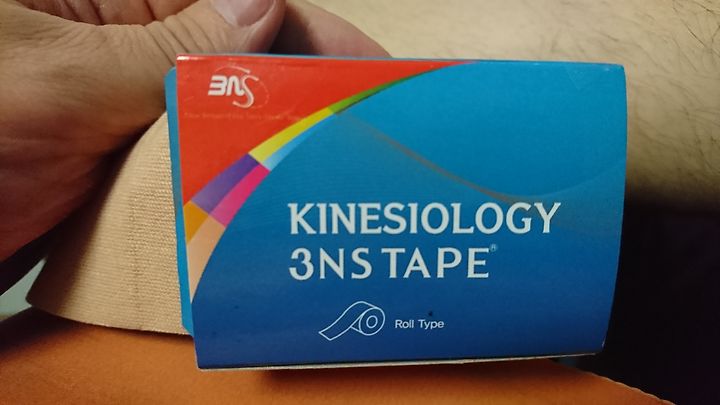 3NS
KINESIOLOGY
3NS TAPE®
Roll Type